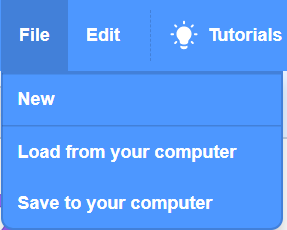 File Edit Tutorials
New
Load from your computer
Save to your computer